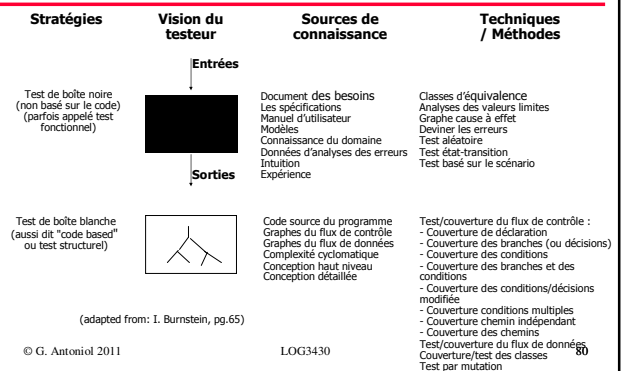 Stratégies
Vision du
testeur
Sources de
connaissance
Techniques
/ Méthodes
Test de boîte noire
(non basé sur le code)
(parfois appelé test
fonctionnel)
Entrées
Sorties
Document des besoins
Les spécifications
Manuel d'utilisateur
Modèles
Connaissance du domaine
Données d'analyses des erreurs
Intuition
Expérience
Classes d'équivalence
Analyses des valeurs limites
Graphe cause à effet
Deviner les erreurs
Test aléatoire
Test état-transition
Test basé sur le scénario
Test de boîte blanche
(aussi dit "code based"
ou test structurel)
Code source du programme
Graphes du flux de contrôle
Graphes du flux de données
Complexité cyclomatique
Conception haut niveau
Conception détaillée
Test/couverture du flux de contrôle :
- Couverture de déclaration
- Couverture des branches (ou décisions)
- Couverture des conditions
- Couverture des branches et des
conditions
- Couverture des conditions/décisions
modifiée
- Couverture conditions multiples
- Couverture chemin indépendant
- Couverture des chemins
Test/couverture du flux de données
Couverture/test des classes
Test par mutation
(adapted from: I. Burnstein, pg.65)
© G. Antoniol 2011
LOG3430
80